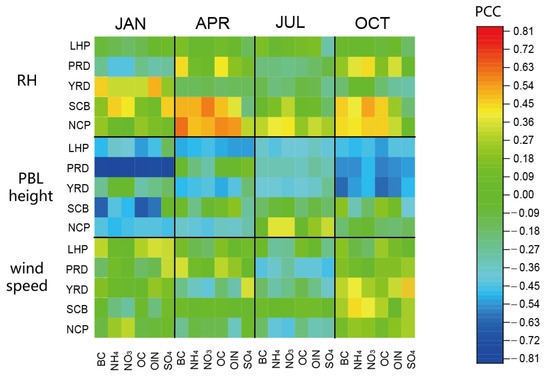 JAN APR JUL OCT PCC
RH
LHP
PRD
YRD
SCB
NCP
PBL height
LHP
PRD
YRD
SCB
NCP
wind speed
LHP
PRD
YRD
SCB
NCP
BC NH₄ NO₃ OC OIN SO₄ BC NH₄ NO₃ OC OIN SO₄ BC NH₄ NO₃ OC OIN SO₄ BC NH₄ NO₃ OC OIN SO₄
0.81
0.72
0.63
0.54
0.45
0.36
0.26
0.17
0.08
−0.00
−0.09
−0.18
−0.27
−0.36
−0.45
−0.54
−0.63
−0.72
−0.81